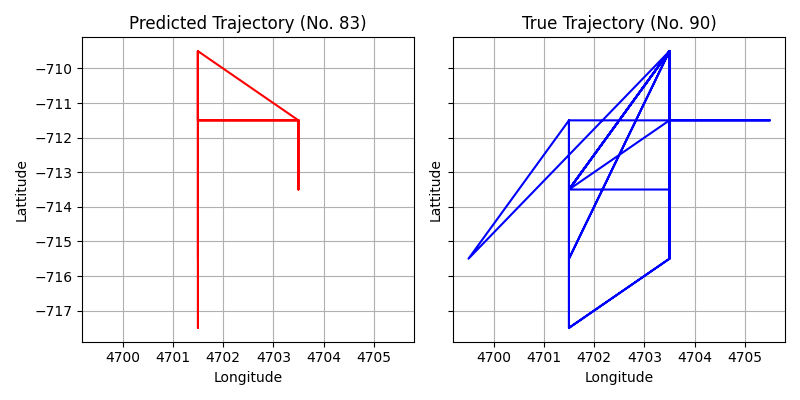 Predicted Trajectory (No. 83)
True Trajectory (No. 90)
−710
−711
−712
−713
−714
−715
−716
−717
Lattitude
Lattitude
4700 4701 4702 4703 4704 4705
4700 4701 4702 4703 4704 4705
Longitude
Longitude